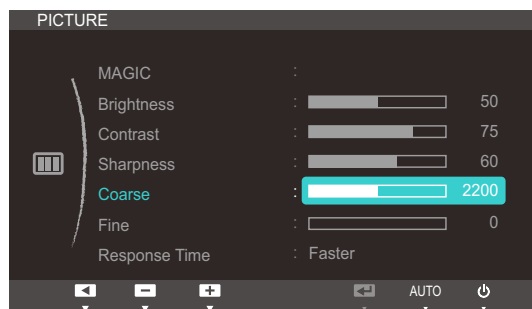 PICTURE
MAGIC :
Brightness : 50
Contrast : 75
Sharpness : 60
Coarse : 2200
Fine : 0
Response Time : Faster
AUTO